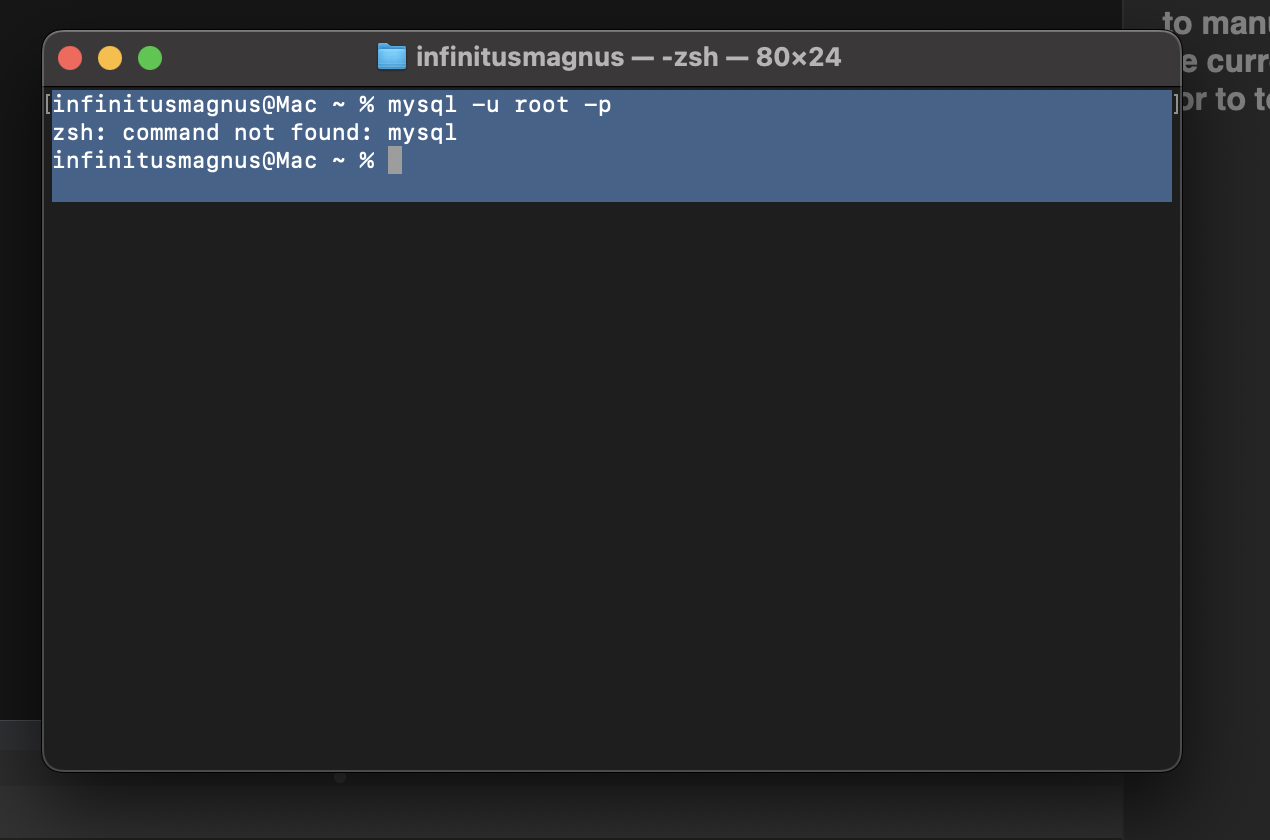 to manu
infinitusmagnus — -zsh — 80×24
e curr
or to t
[infinitusmagnus@Mac ~ % mysql -u root -p ]
zsh: command not found: mysql
infinitusmagnus@Mac ~ %